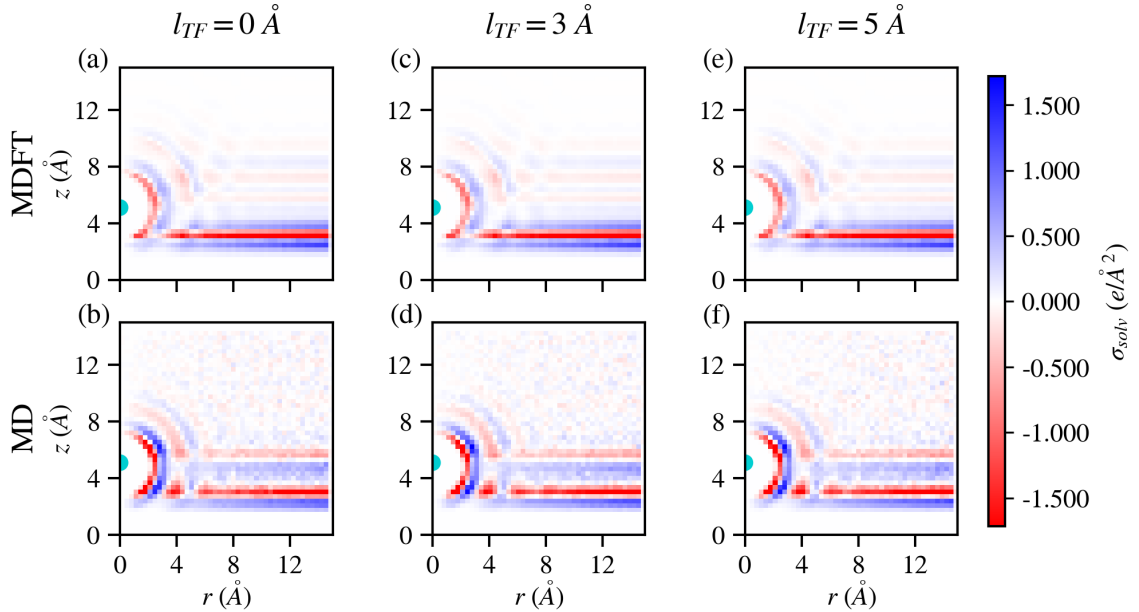 l_TF = 0 Å l_TF = 3 Å l_TF = 5 Å
(a) (c) (e)
MDFT
z (Å)
12
8
4
0
(b) (d) (f)
MD
z (Å)
12
8
4
0
0 4 8 12 0 4 8 12 0 4 8 12
r (Å) r (Å) r (Å)
1.500
1.000
0.500
0.000
-0.500
-1.000
-1.500
σ_solv (e/Å²)